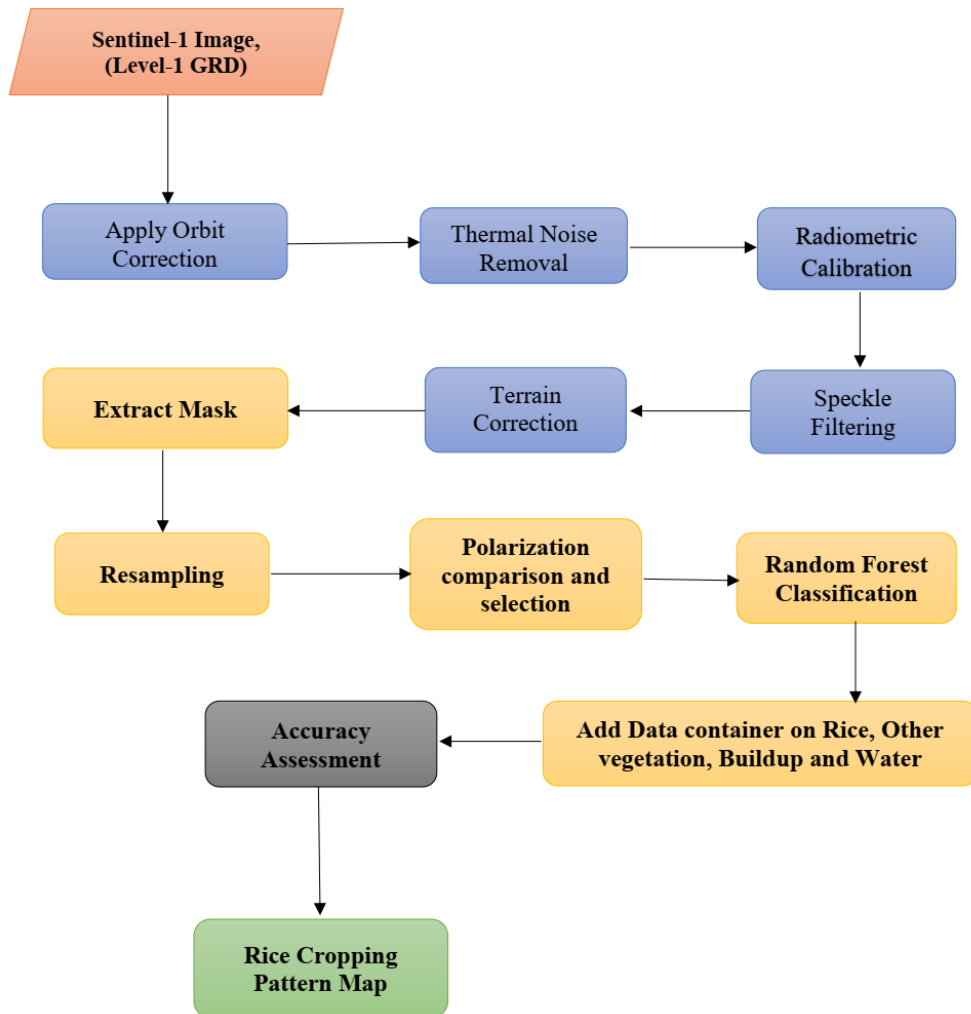 Sentinel-1 Image,
(Level-1 GRD)
Apply Orbit
Correction
Thermal Noise
Removal
Radiometric
Calibration
Speckle
Filtering
Terrain
Correction
Extract Mask
Resampling
Polarization
comparison and
selection
Random Forest
Classification
Add Data container on Rice, Other
vegetation, Buildup and Water
Accuracy
Assessment
Rice Cropping
Pattern Map